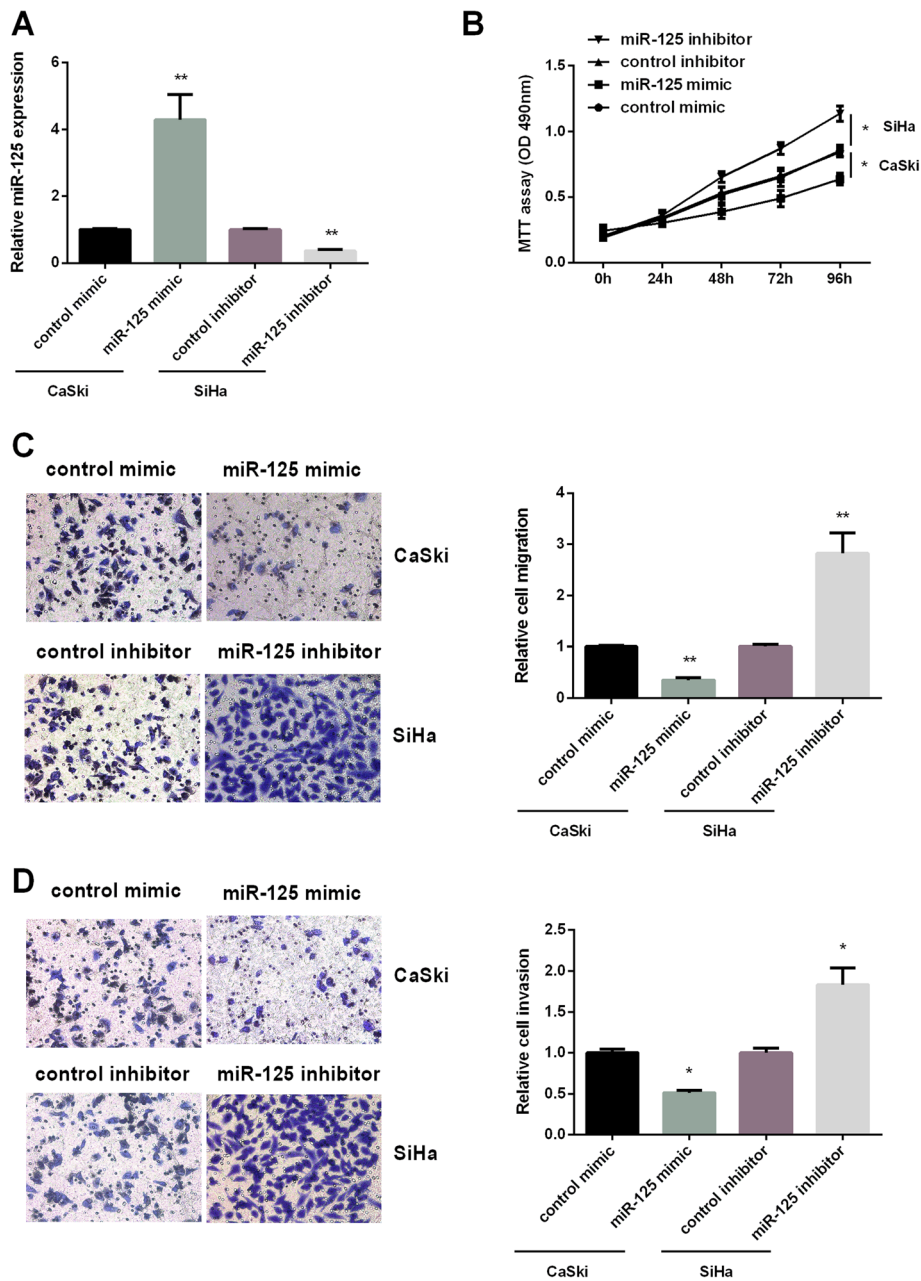 A
Relative miR-125 expression
6
4
2
0
**
**
control mimic
miR-125 mimic
control inhibitor
miR-125 inhibitor
CaSki
SiHa
B
miR-125 inhibitor
control inhibitor
miR-125 mimic
control mimic
MTT assay (OD 490nm)
1.5
1.0
0.5
0.0
0h
24h
48h
72h
96h
* SiHa
* CaSki
C
control mimic
miR-125 mimic
CaSki
control inhibitor
miR-125 inhibitor
SiHa
Relative cell migration
4
3
2
1
0
**
**
control mimic
miR-125 mimic
control inhibitor
miR-125 inhibitor
CaSki
SiHa
D
control mimic
miR-125 mimic
CaSki
control inhibitor
miR-125 inhibitor
SiHa
Relative cell invasion
2.5
2.0
1.5
1.0
0.5
0.0
*
*
control mimic
miR-125 mimic
control inhibitor
miR-125 inhibitor
CaSki
SiHa